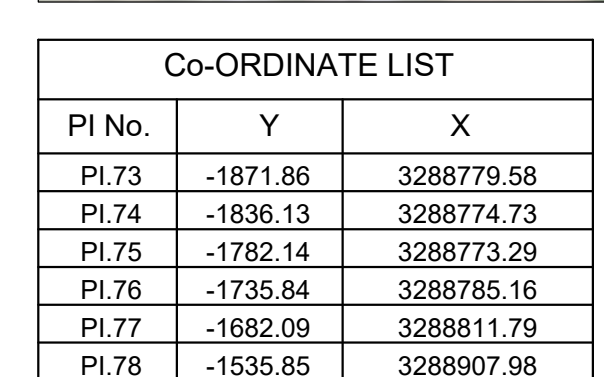 Co-ORDINATE LIST
PI No. Y X
PI.73 -1871.86 3288779.58
PI.74 -1836.13 3288774.73
PI.75 -1782.14 3288773.29
PI.76 -1735.84 3288785.16
PI.77 -1682.09 3288811.79
PI.78 -1535.85 3288907.98